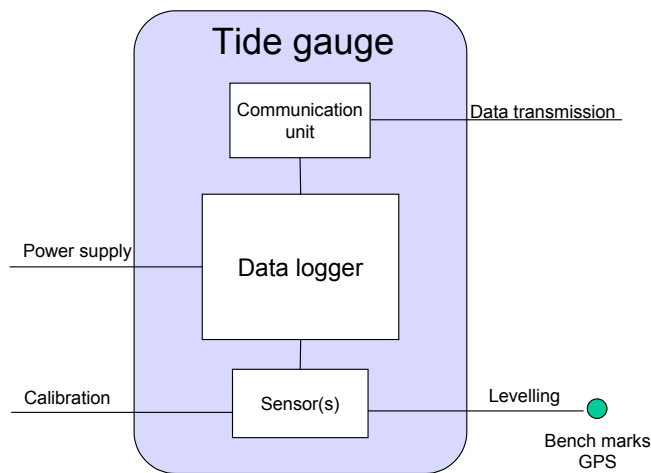 Tide gauge
Communication
unit
Data transmission
Power supply
Data logger
Calibration
Sensor(s)
Levelling
Bench marks
GPS